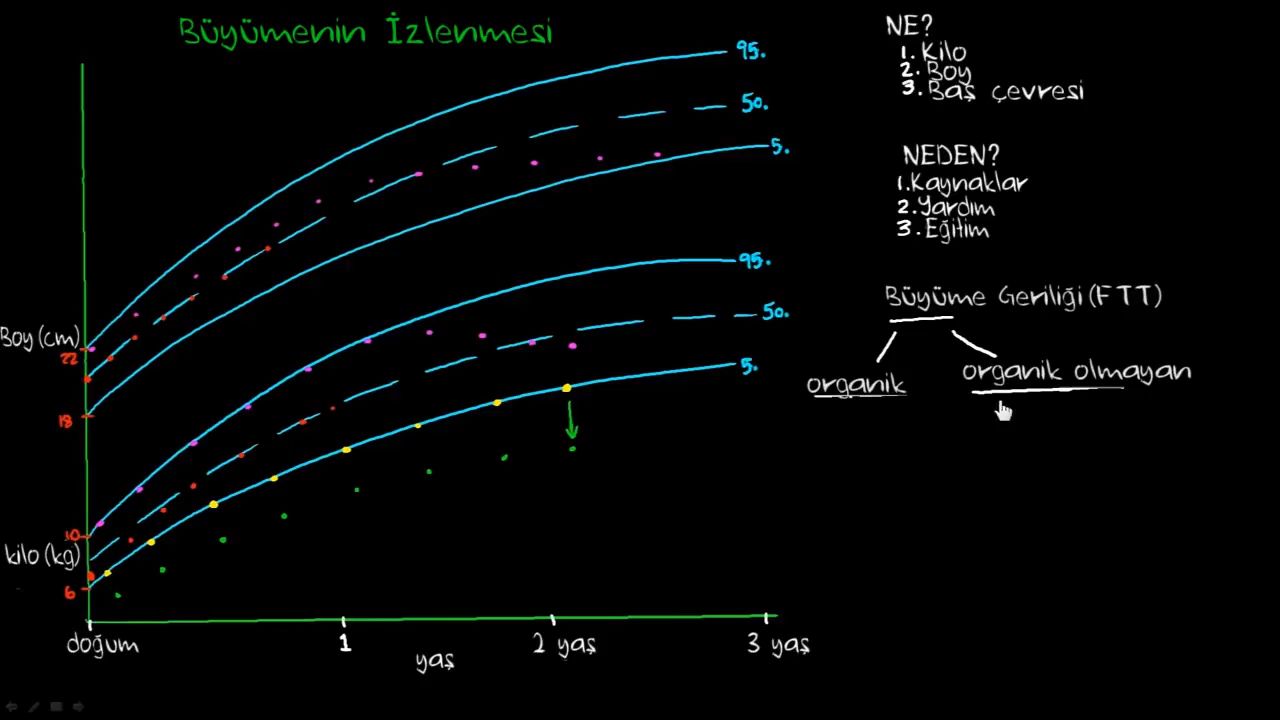 Büyümenin İzlenmesi
95.
50.
5.
95.
50.
5.
Boy (cm)
22
18
10
kilo (kg)
6
doğum
1
2 yaş
3 yaş
yaş
NE?
1. Kilo
2. Boy
3. Baş çevresi
NEDEN?
1. Kaynaklar
2. Yardım
3. Eğitim
Büyüme Geriliği (FTT)
organik
organik olmayan